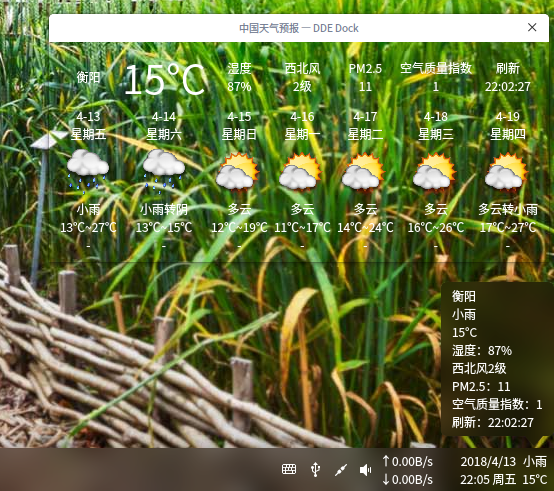 中国天气预报 — DDE Dock
衡阳 15°C 湿度 87% 西北风 2级 PM2.5 11 空气质量指数 1 刷新 22:02:27
4-13 4-14 4-15 4-16 4-17 4-18 4-19
星期五 星期六 星期日 星期一 星期二 星期三 星期四
小雨 小雨转阴 多云 多云 多云 多云 多云转小雨
13°C~27°C 13°C~15°C 12°C~19°C 11°C~17°C 14°C~24°C 16°C~26°C 17°C~27°C
- - - - - - -
衡阳
小雨
15°C
湿度：87%
西北风2级
PM2.5：11
空气质量指数：1
刷新：22:02:27
↑0.00B/s 2018/4/13 小雨
↓0.00B/s 22:05 周五 15°C